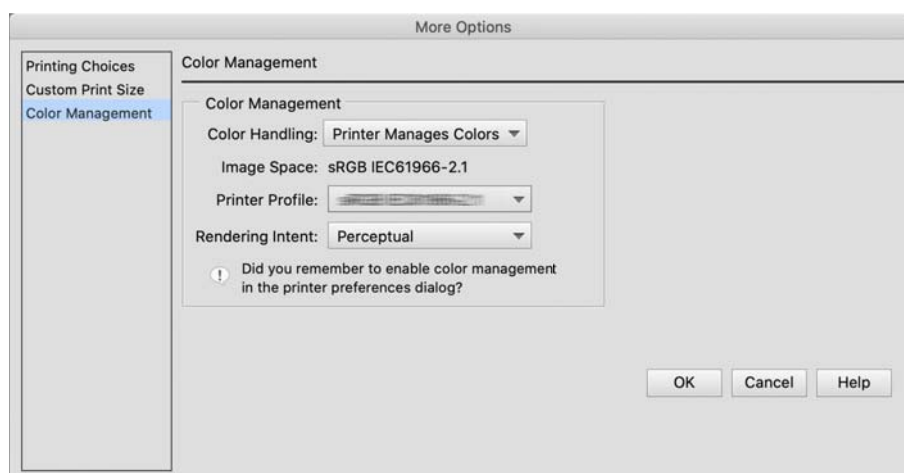 More Options
Printing Choices
Custom Print Size
Color Management
Color Management
Color Management
Color Handling: Printer Manages Colors
Image Space: sRGB IEC61966-2.1
Printer Profile:
Rendering Intent: Perceptual
! Did you remember to enable color management
in the printer preferences dialog?
OK Cancel Help